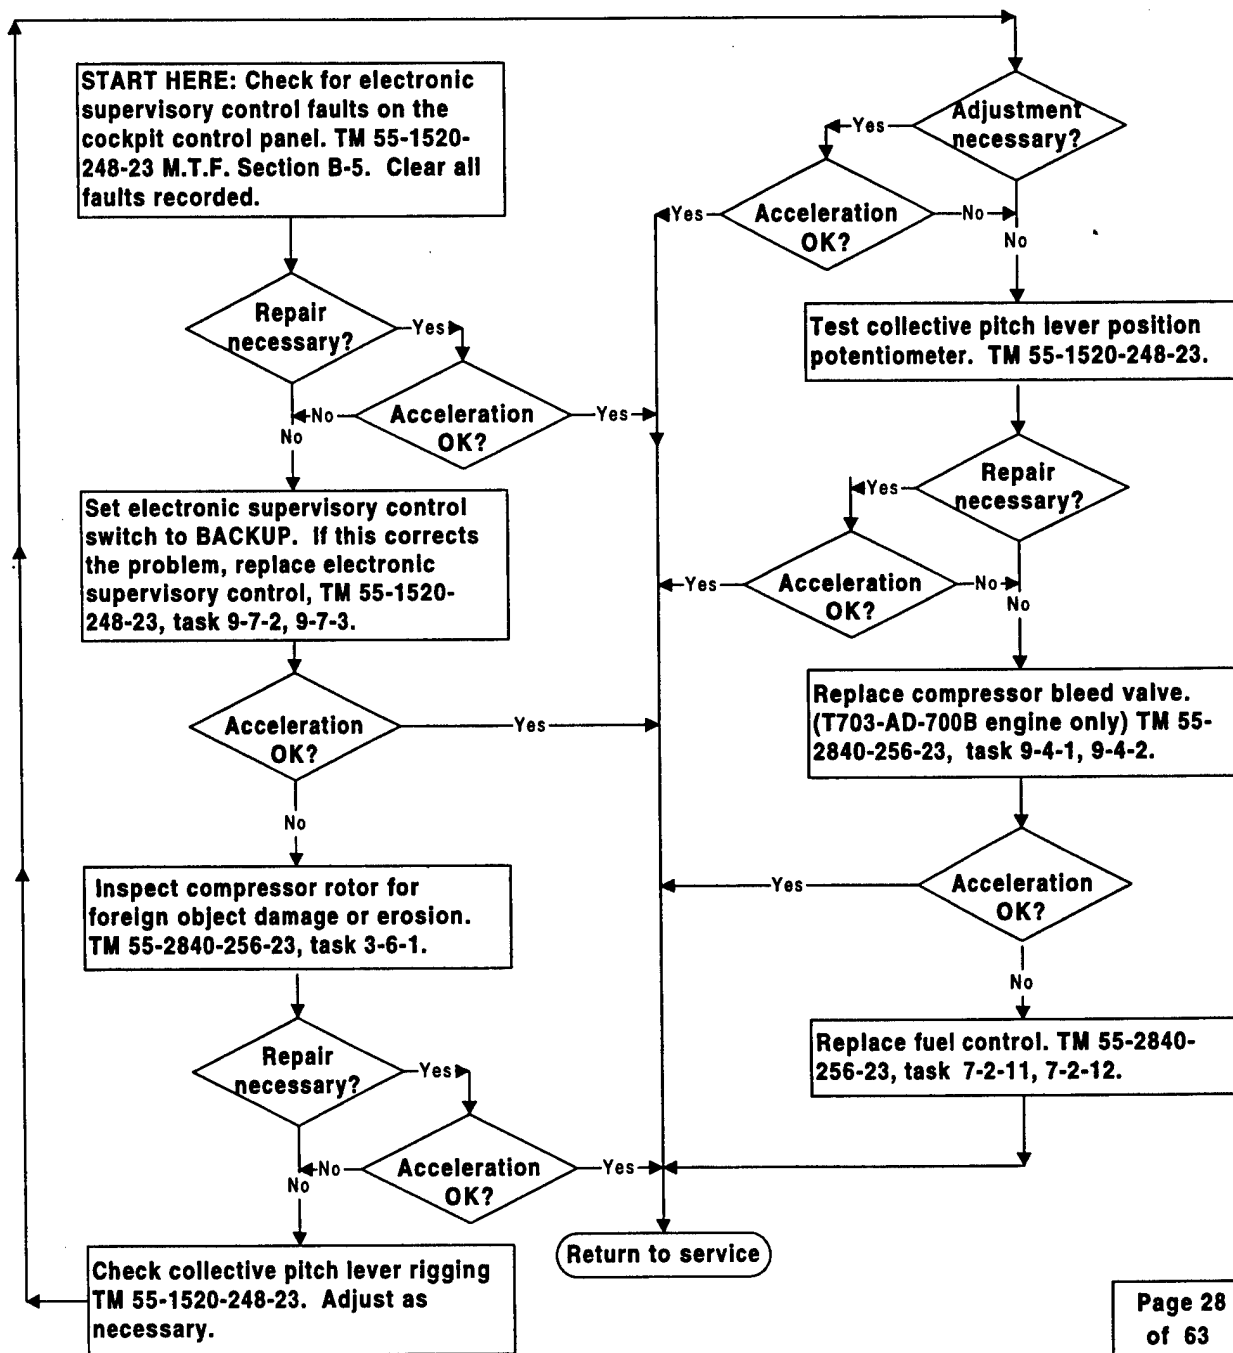 START HERE: Check for electronic
supervisory control faults on the
cockpit control panel. TM 55-1520-
248-23 M.T.F. Section B-5. Clear all
faults recorded.
Repair
necessary?
Yes
Acceleration
OK?
No
Yes
No
Set electronic supervisory control
switch to BACKUP. If this corrects
the problem, replace electronic
supervisory control, TM 55-1520-
248-23, task 9-7-2, 9-7-3.
Acceleration
OK?
Yes
No
Inspect compressor rotor for
foreign object damage or erosion.
TM 55-2840-256-23, task 3-6-1.
Repair
necessary?
Yes
Acceleration
OK?
No
Yes
No
Check collective pitch lever rigging
TM 55-1520-248-23. Adjust as
necessary.
Adjustment
necessary?
Yes
Acceleration
OK?
Yes
No
No
Test collective pitch lever position
potentiometer. TM 55-1520-248-23.
Repair
necessary?
Yes
Acceleration
OK?
Yes
No
No
Replace compressor bleed valve.
(T703-AD-700B engine only) TM 55-
2840-256-23, task 9-4-1, 9-4-2.
Acceleration
OK?
Yes
No
Replace fuel control. TM 55-2840-
256-23, task 7-2-11, 7-2-12.
Return to service
Page 28
of 63